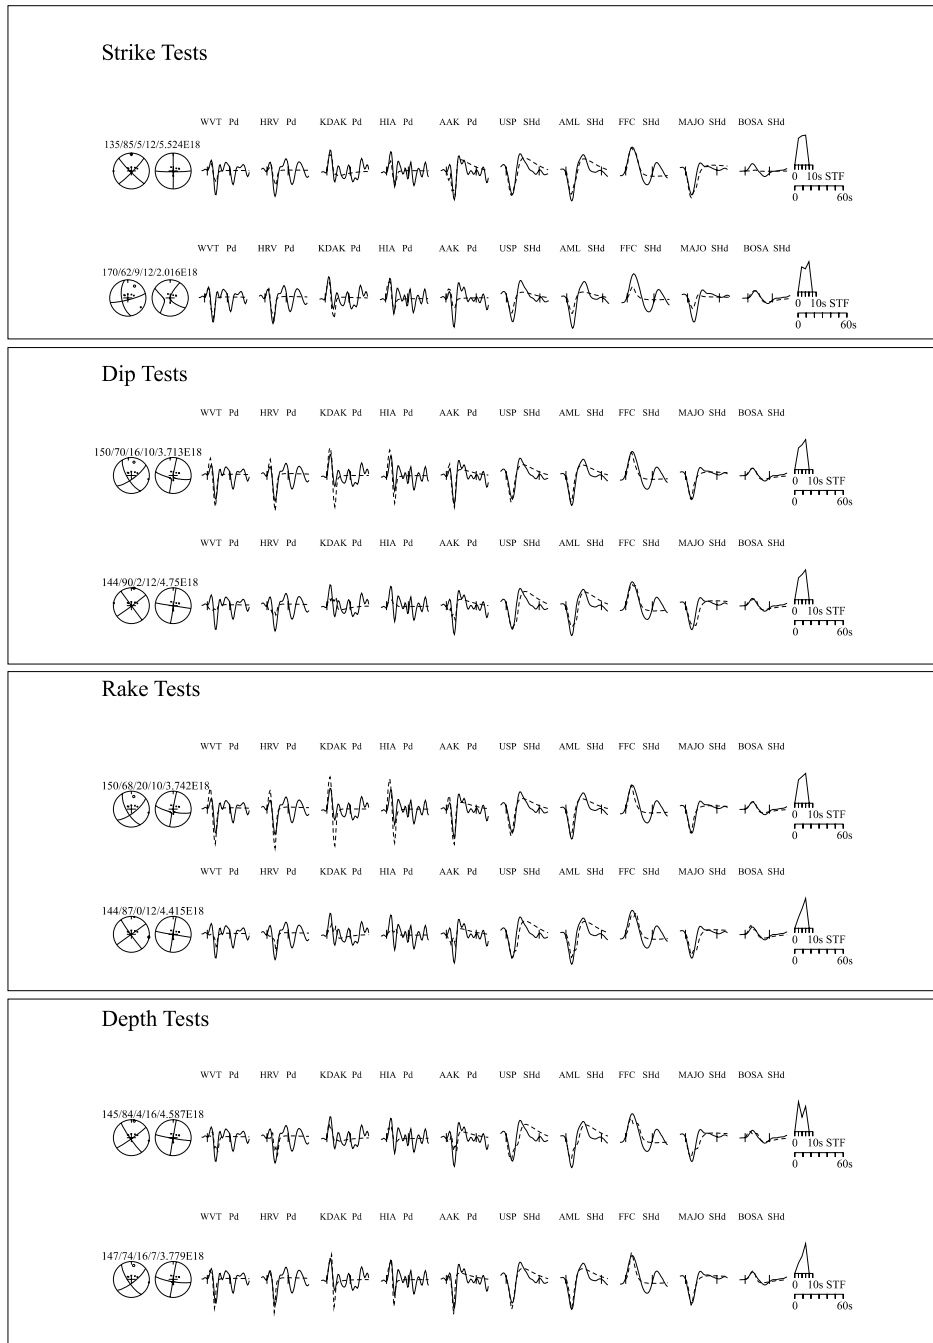 Strike Tests
WVT Pd HRV Pd KDAK Pd HIA Pd AAK Pd USP SHd AML SHd FFC SHd MAJO SHd BOSA SHd
135/85/5/12/5.524E18
0 10s STF
0 60s
WVT Pd HRV Pd KDAK Pd HIA Pd AAK Pd USP SHd AML SHd FFC SHd MAJO SHd BOSA SHd
170/62/9/12/2.016E18
0 10s STF
0 60s
Dip Tests
WVT Pd HRV Pd KDAK Pd HIA Pd AAK Pd USP SHd AML SHd FFC SHd MAJO SHd BOSA SHd
150/70/16/10/3.713E18
0 10s STF
0 60s
WVT Pd HRV Pd KDAK Pd HIA Pd AAK Pd USP SHd AML SHd FFC SHd MAJO SHd BOSA SHd
144/90/2/12/4.75E18
0 10s STF
0 60s
Rake Tests
WVT Pd HRV Pd KDAK Pd HIA Pd AAK Pd USP SHd AML SHd FFC SHd MAJO SHd BOSA SHd
150/68/20/10/3.742E18
0 10s STF
0 60s
WVT Pd HRV Pd KDAK Pd HIA Pd AAK Pd USP SHd AML SHd FFC SHd MAJO SHd BOSA SHd
144/87/0/12/4.415E18
0 10s STF
0 60s
Depth Tests
WVT Pd HRV Pd KDAK Pd HIA Pd AAK Pd USP SHd AML SHd FFC SHd MAJO SHd BOSA SHd
145/84/4/16/4.587E18
0 10s STF
0 60s
WVT Pd HRV Pd KDAK Pd HIA Pd AAK Pd USP SHd AML SHd FFC SHd MAJO SHd BOSA SHd
147/74/16/7/3.779E18
0 10s STF
0 60s